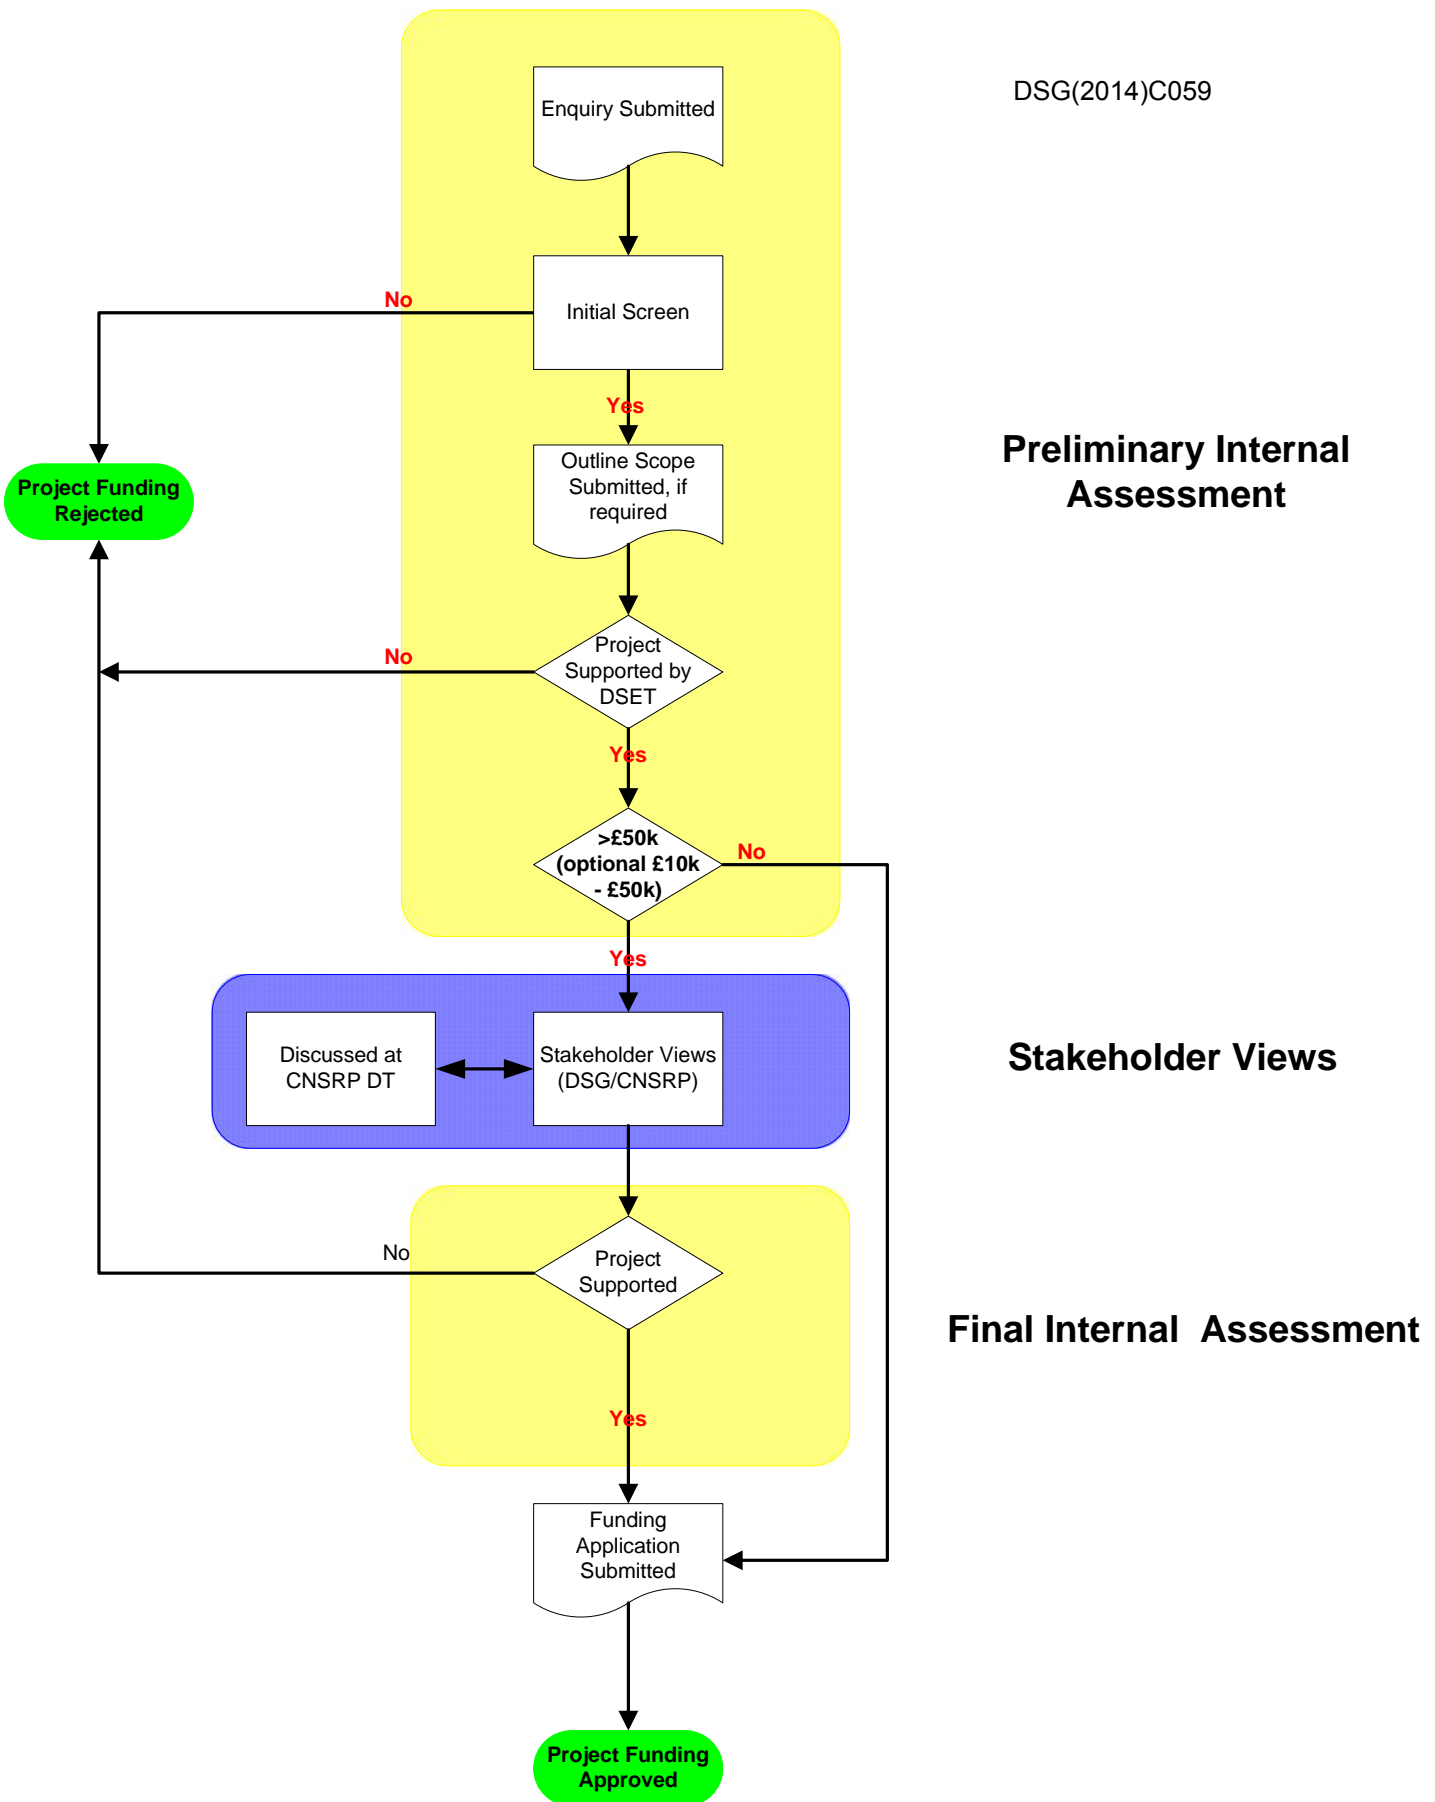 DSG(2014)C059
Enquiry Submitted
No
Initial Screen
Yes
Preliminary Internal
Assessment
Project Funding
Rejected
Outline Scope
Submitted, if
required
No
Project
Supported by
DSET
Yes
>£50k
(optional £10k
- £50k)
No
Yes
Stakeholder Views
Discussed at
CNSRP DT
Stakeholder Views
(DSG/CNSRP)
No
Project
Supported
Final Internal  Assessment
Yes
Funding
Application
Submitted
Project Funding
Approved